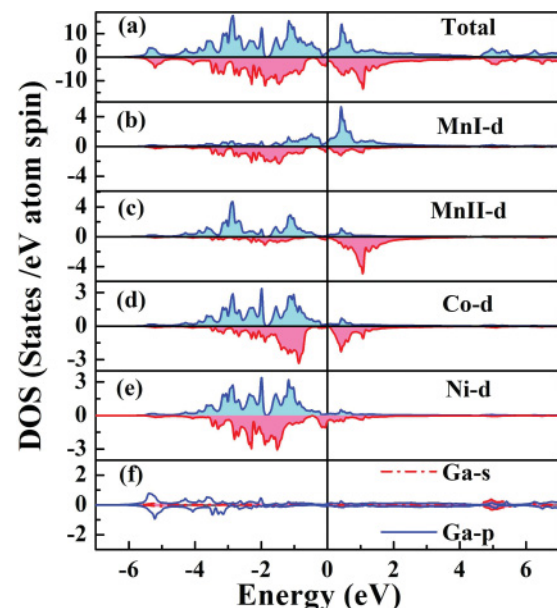 DOS (States /eV atom spin)
(a) Total
10
0
-10
(b) MnI-d
4
0
-4
(c) MnII-d
4
0
-4
(d) Co-d
3
0
-3
(e) Ni-d
3
0
-3
(f) Ga-s
2
0
-2
Ga-p
-6 -4 -2 0 2 4 6
Energy (eV)